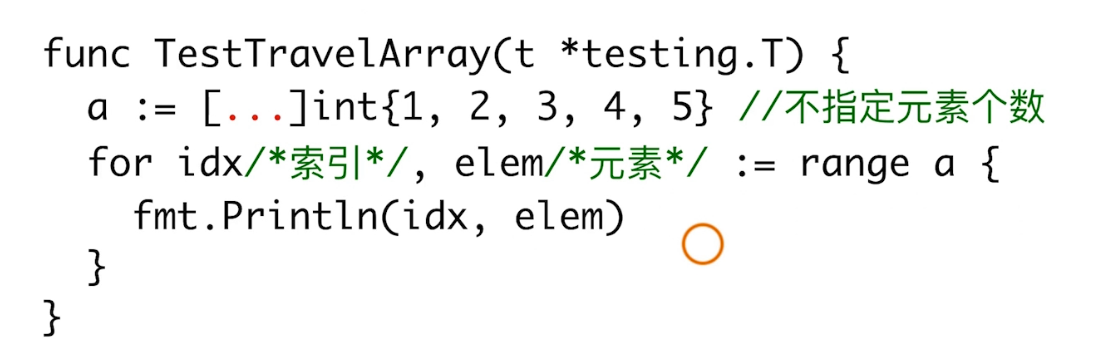 func TestTravelArray(t *testing.T) {
  a := [...]int{1, 2, 3, 4, 5} //不指定元素个数
  for idx/*索引*/, elem/*元素*/ := range a {
    fmt.Println(idx, elem)
  }
}